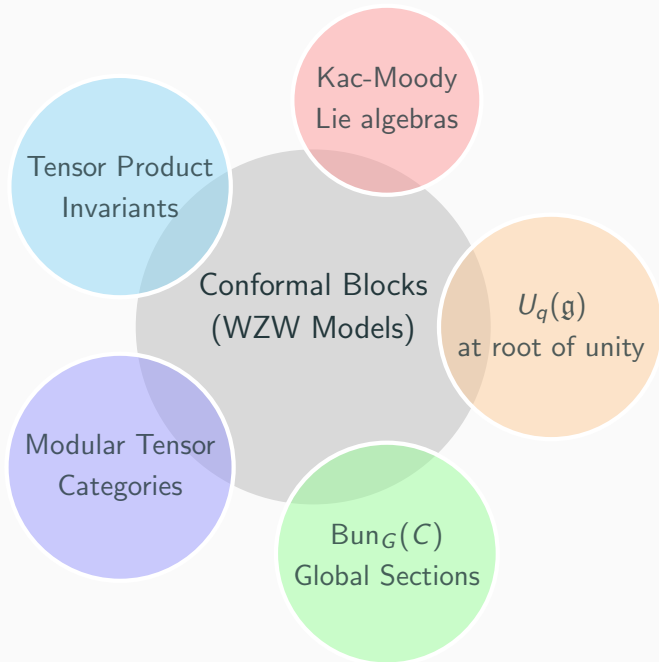 Kac-Moody
Lie algebras
Tensor Product
Invariants
Conformal Blocks
(WZW Models)
U_q(𝔤)
at root of unity
Modular Tensor
Categories
Bun_G(C)
Global Sections